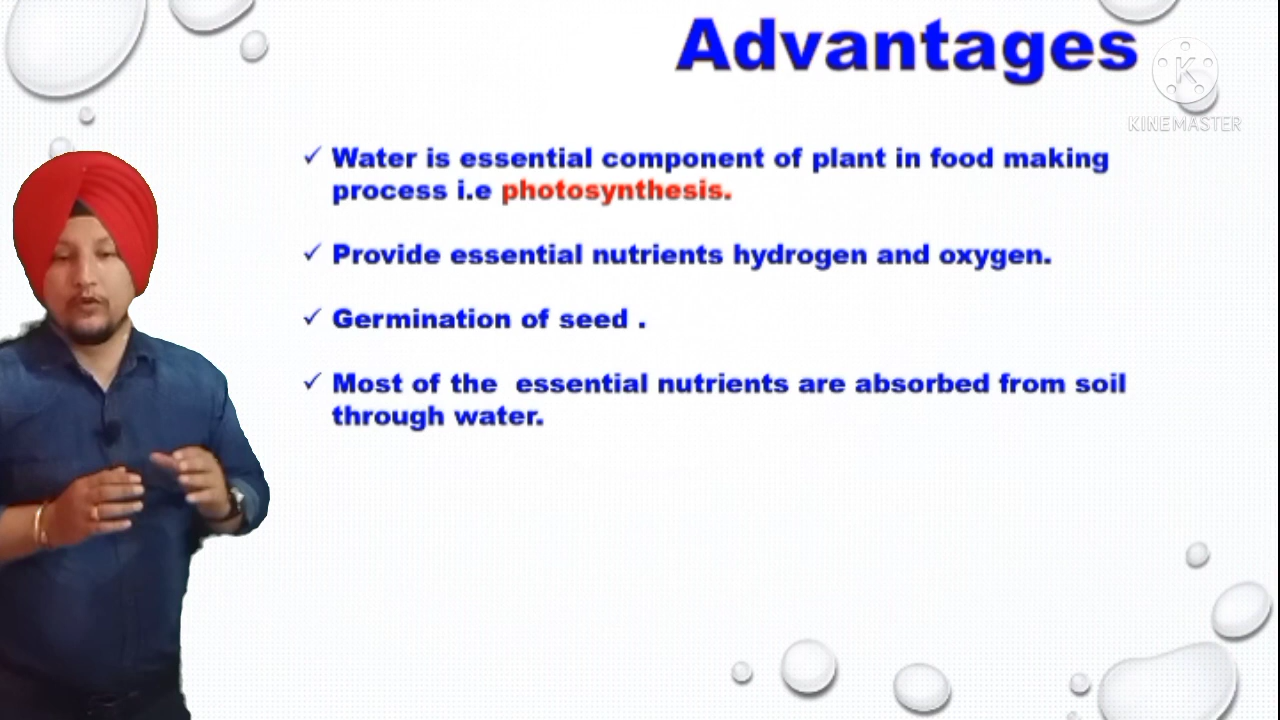 Advantages
KINEMASTER
✓ Water is essential component of plant in food making
process i.e photosynthesis.
✓ Provide essential nutrients hydrogen and oxygen.
✓ Germination of seed .
✓ Most of the  essential nutrients are absorbed from soil
through water.